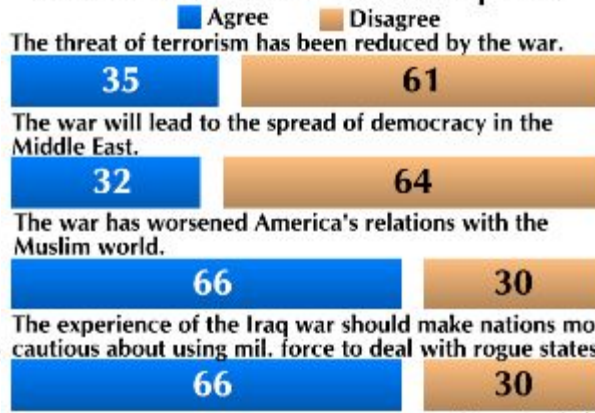 Agree Disagree
The threat of terrorism has been reduced by the war.
35 61
The war will lead to the spread of democracy in the
Middle East.
32 64
The war has worsened America's relations with the
Muslim world.
66 30
The experience of the Iraq war should make nations
cautious about using mil. force to deal with rogue states
66 30